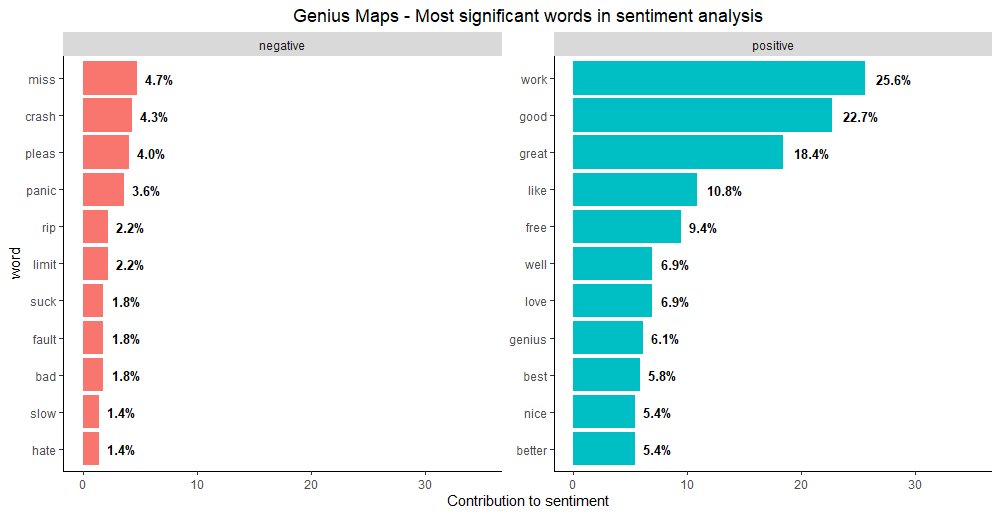 Genius Maps - Most significant words in sentiment analysis
negative
miss 4.7%
crash 4.3%
pleas 4.0%
panic 3.6%
rip 2.2%
limit 2.2%
suck 1.8%
fault 1.8%
bad 1.8%
slow 1.4%
hate 1.4%
0 10 20 30
word
positive
work 25.6%
good 22.7%
great 18.4%
like 10.8%
free 9.4%
well 6.9%
love 6.9%
genius 6.1%
best 5.8%
nice 5.4%
better 5.4%
0 10 20 30
Contribution to sentiment